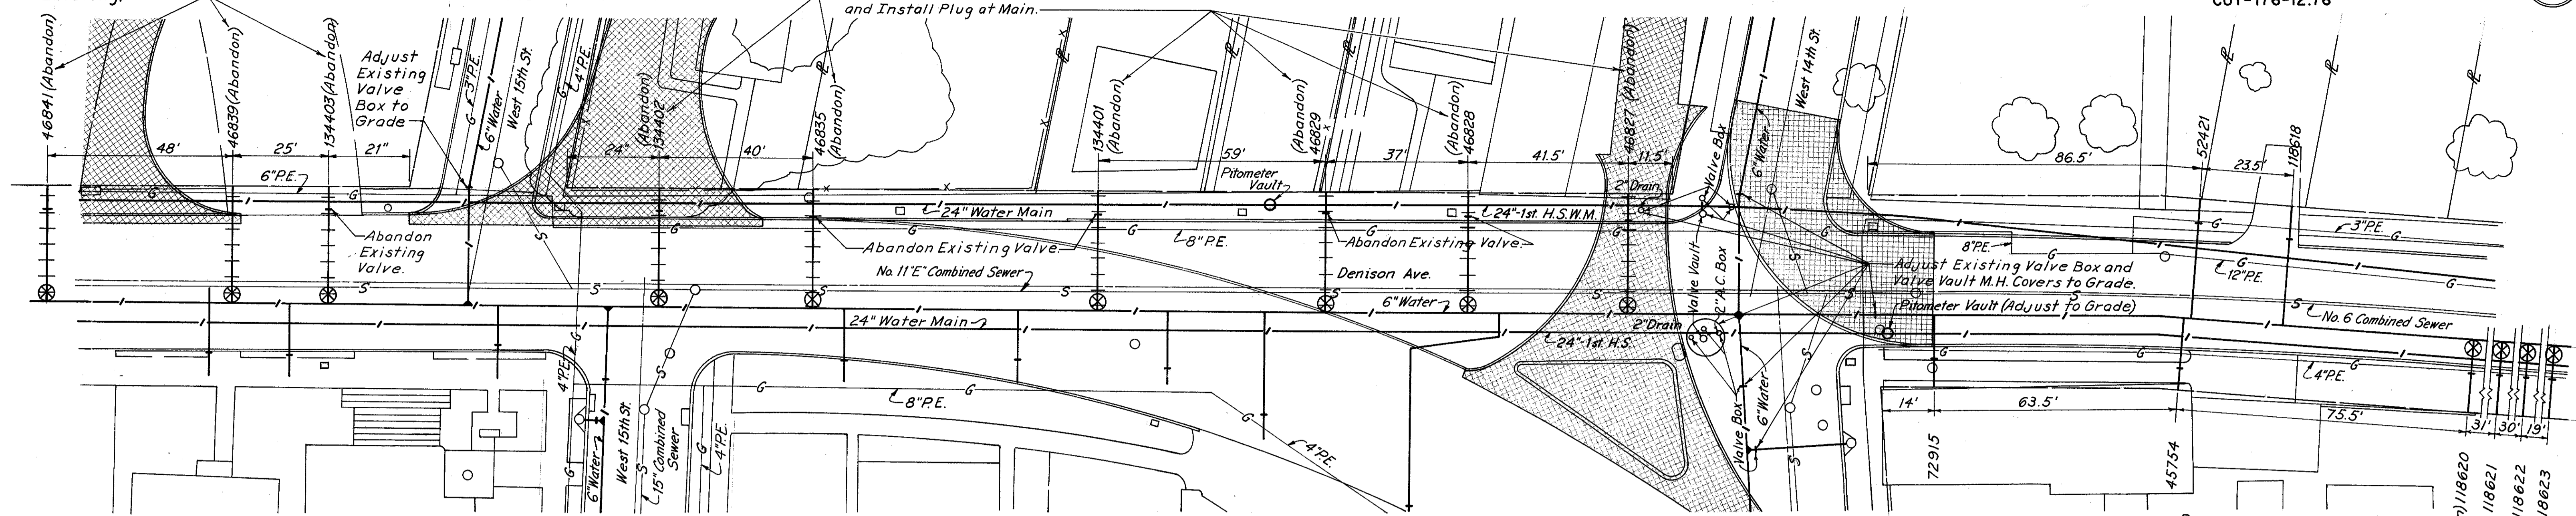 and Install Plug at Main.
CUY-176-12.76
46841 (Abandon)
46839 (Abandon)
134403 (Abandon)
Adjust
Existing
Valve
Box to
Grade
G 3"P.E.
6"Water
West 15th St.
G 4"P.E.
(Abandon)
134402
46835
(Abandon)
134401
(Abandon)
(Abandon)
46829
(Abandon)
46828
46827 (Abandon)
Valve Box
6"Water
West 14th St.
52421
118618
48'
25'
21"
24"
40'
59'
37'
41.5'
11.5'
86.5'
23.5'
6"P.E.
24" Water Main
Pitometer
Vault
24"-1st. H.S.W.M.
2" Drain
8"P.E.
Abandon
Existing
Valve.
Abandon Existing Valve
Abandon Existing Valve.
No. 11"E" Combined Sewer
Denison Ave.
6"Water
Valve Vault
2" A.C. Box
Adjust Existing Valve Box and
Valve Vault M.H. Covers to Grade.
Pitometer Vault (Adjust to Grade)
8"P.E.
3"P.E.
12"P.E.
No. 6 Combined Sewer
24" Water Main
2"Drain
24"-1st. H.S.
4"P.E.
6"Water
West 15th St.
15" Combined
Sewer
4"P.E.
8"P.E.
4"P.E.
Valve Box
6"Water
14'
63.5'
75.5'
31'
30'
19'
4"P.E.
72915
45754
118620
118621
118622
118623